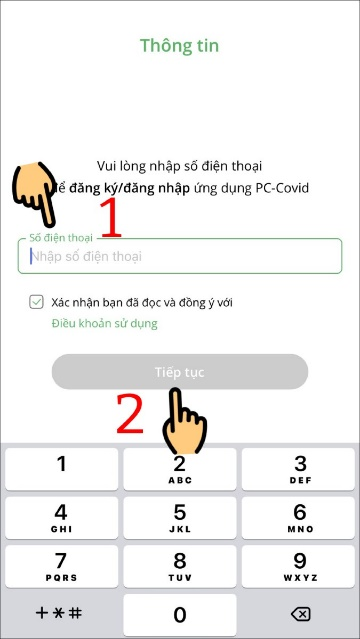 Thông tin
Vui lòng nhập số điện thoại
để đăng ký/đăng nhập ứng dụng PC-Covid
1
Số điện thoại
Nhập số điện thoại
Xác nhận bạn đã đọc và đồng ý với
Điều khoản sử dụng
Tiếp tục
2
1 2 3
ABC DEF
4 5 6
GHI JKL MNO
7 8 9
PQRS TUV WXYZ
+*# 0